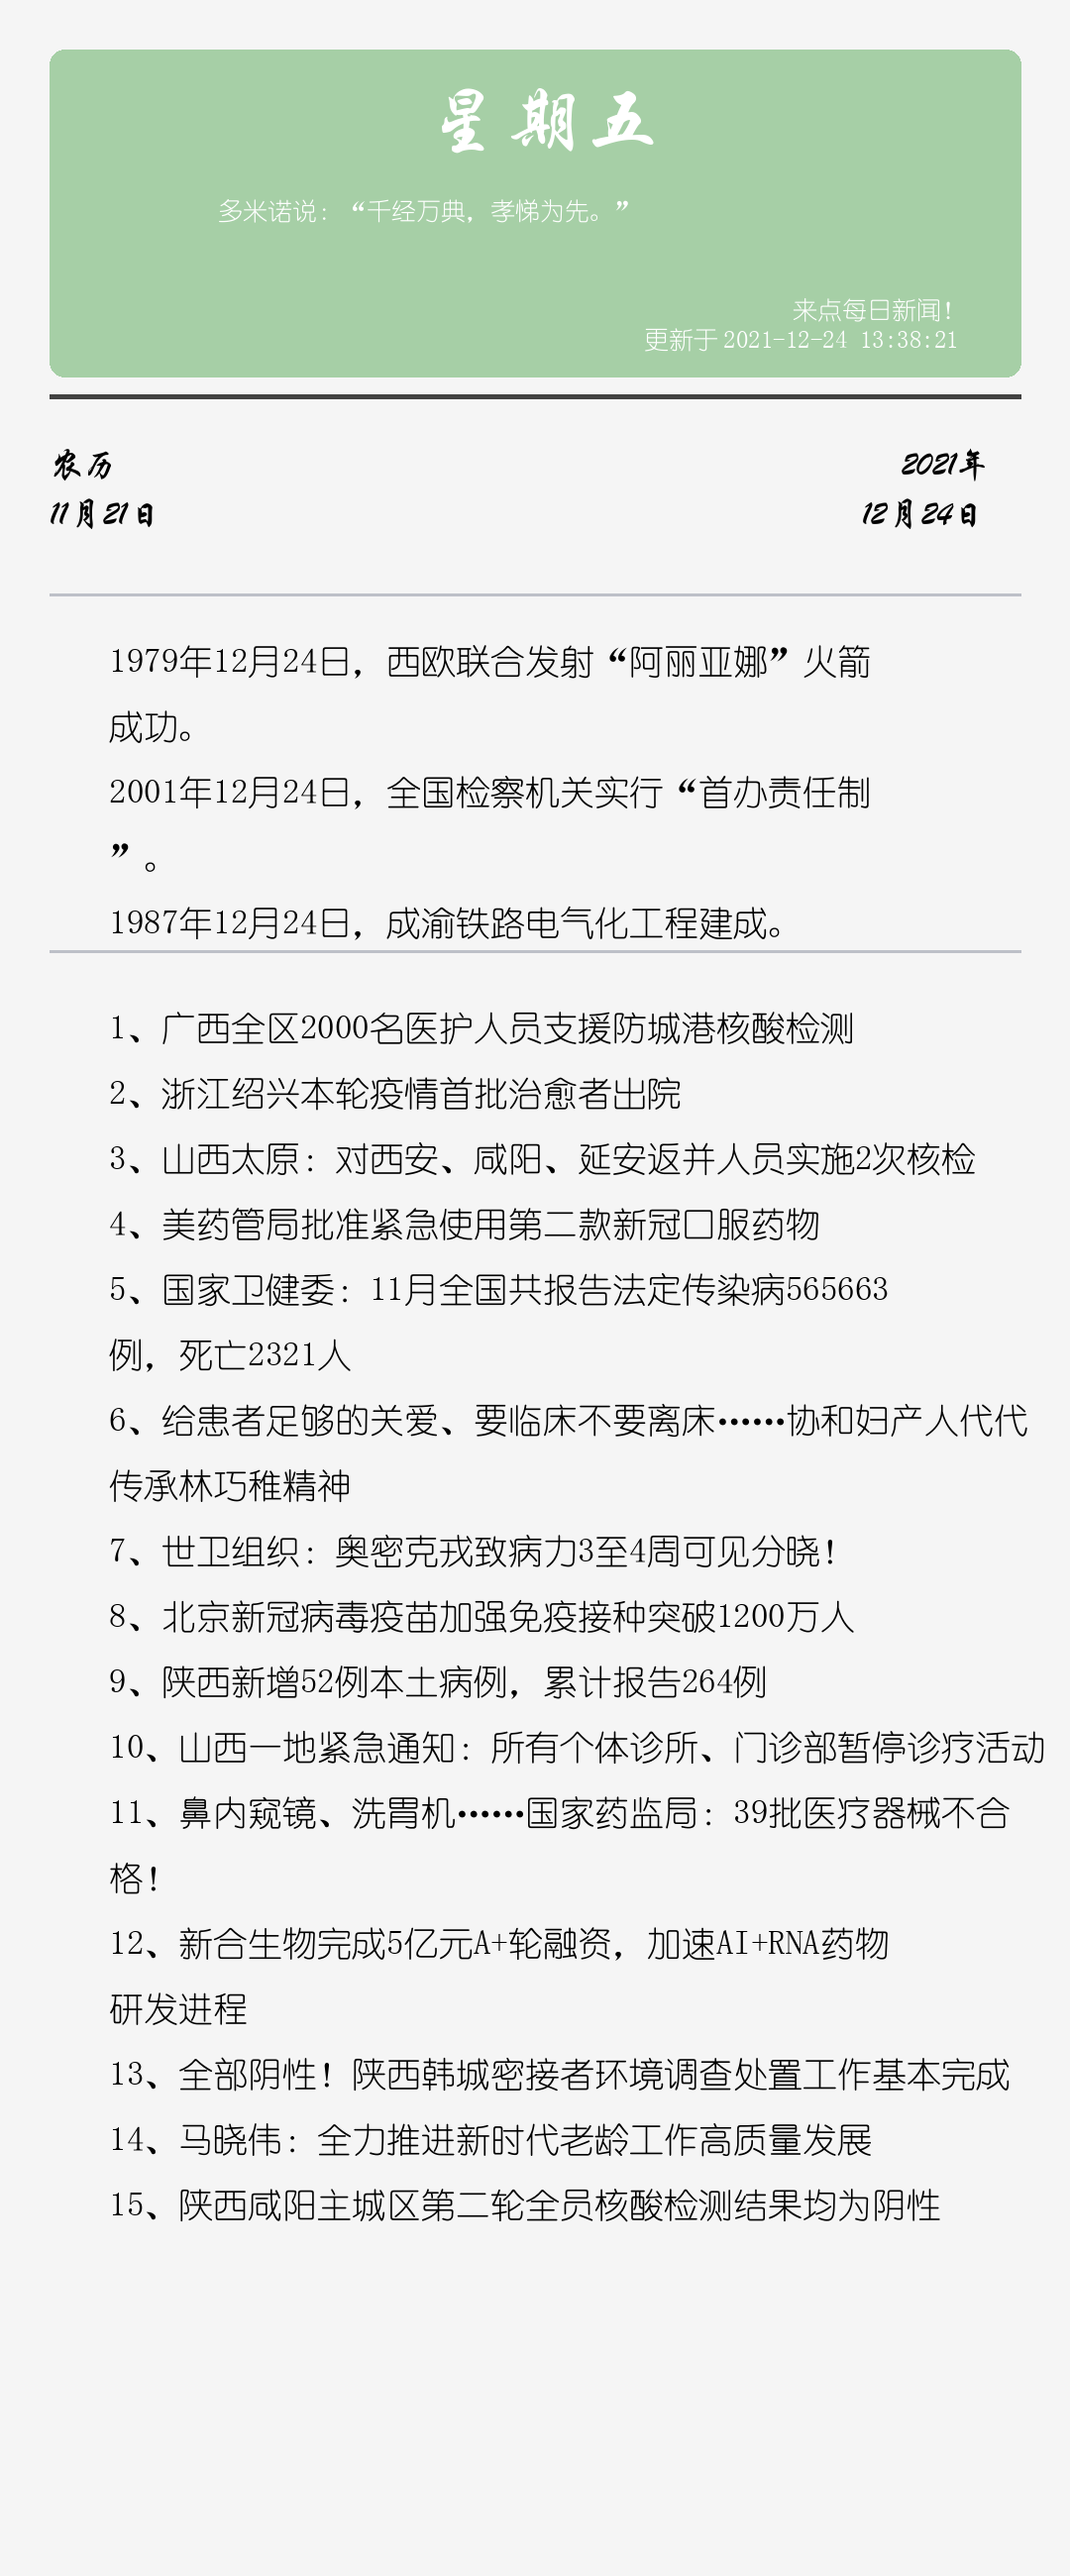 星期五
多米诺说：“千经万典，孝悌为先。”
来点每日新闻！
更新于 2021-12-24 13:38:21
农历
2021年
11月21日
12月24日
1979年12月24日，西欧联合发射“阿丽亚娜”火箭
成功。
2001年12月24日，全国检察机关实行“首办责任制
”。
1987年12月24日，成渝铁路电气化工程建成。
1、广西全区2000名医护人员支援防城港核酸检测
2、浙江绍兴本轮疫情首批治愈者出院
3、山西太原：对西安、咸阳、延安返并人员实施2次核检
4、美药管局批准紧急使用第二款新冠口服药物
5、国家卫健委：11月全国共报告法定传染病565663
例，死亡2321人
6、给患者足够的关爱、要临床不要离床……协和妇产人代代
传承林巧稚精神
7、世卫组织：奥密克戎致病力3至4周可见分晓！
8、北京新冠病毒疫苗加强免疫接种突破1200万人
9、陕西新增52例本土病例，累计报告264例
10、山西一地紧急通知：所有个体诊所、门诊部暂停诊疗活动
11、鼻内窥镜、洗胃机……国家药监局：39批医疗器械不合
格！
12、新合生物完成5亿元A+轮融资，加速AI+RNA药物
研发进程
13、全部阴性！陕西韩城密接者环境调查处置工作基本完成
14、马晓伟：全力推进新时代老龄工作高质量发展
15、陕西咸阳主城区第二轮全员核酸检测结果均为阴性